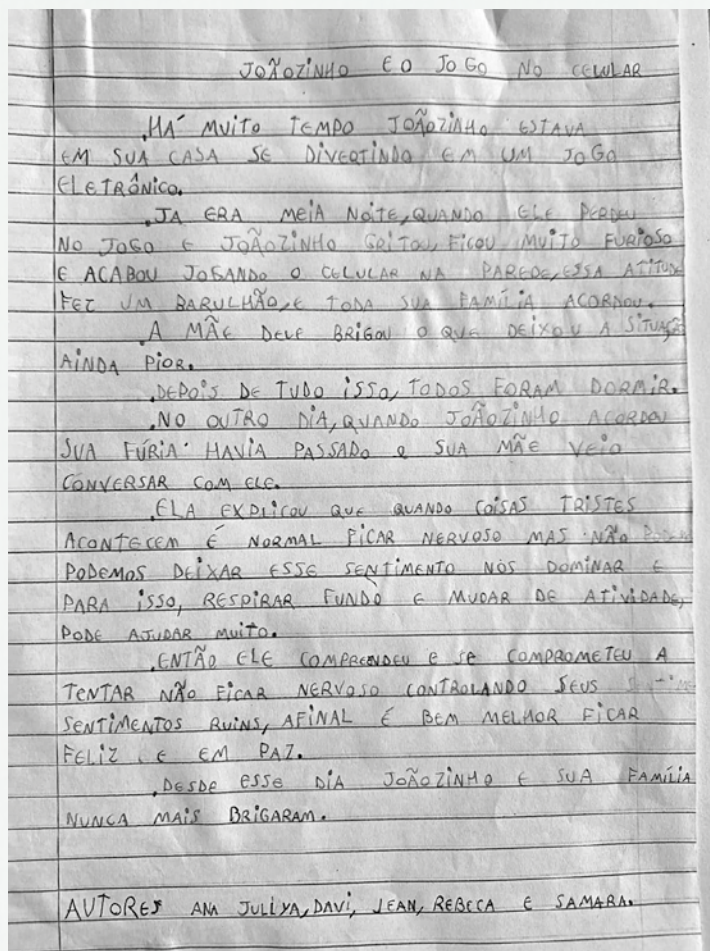 JOÃOZINHO E O JOGO NO CELULAR
.HÁ MUITO TEMPO JOÃOZINHO ESTAVA
EM SUA CASA SE DIVERTINDO EM UM JOGO
ELETRÔNICO.
.JA ERA MEIA NOITE, QUANDO ELE PERDEU
NO JOGO E JOÃOZINHO GRITOU, FICOU MUITO FURIOSO
E ACABOU JOGANDO O CELULAR NA PAREDE, ESSA ATITUDE
FEZ UM BARULHÃO, E TODA SUA FAMÍLIA ACORDOU.
A MÃE DELE BRIGOU O QUE DEIXOU A SITUAÇÃ
AINDA PIOR.
.DEPOIS DE TUDO ISSO, TODOS FORAM DORMIR.
.NO OUTRO DIA, QUANDO JOÃOZINHO ACORDOU
SUA FÚRIA HAVIA PASSADO e SUA MÃE VEIO
CONVERSAR COM ELE.
.ELA EXPLICOU QUE QUANDO COISAS TRISTES
ACONTECEM É NORMAL FICAR NERVOSO MAS NÃO
PODEMOS DEIXAR ESSE SENTIMENTO NOS DOMINAR E
PARA ISSO, RESPIRAR FUNDO E MUDAR DE ATIVIDADE,
PODE AJUDAR MUITO.
.ENTÃO ELE COMPREENDEU E SE COMPROMETEU A
TENTAR NÃO FICAR NERVOSO CONTROLANDO SEUS
SENTIMENTOS RUINS, AFINAL É BEM MELHOR FICAR
FELIZ E EM PAZ.
.DESDE ESSE DIA JOÃOZINHO E SUA FAMÍLIA
NUNCA MAIS BRIGARAM.
AUTORES ANA JULLYA, DAVI, JEAN, REBECA E SAMARA.